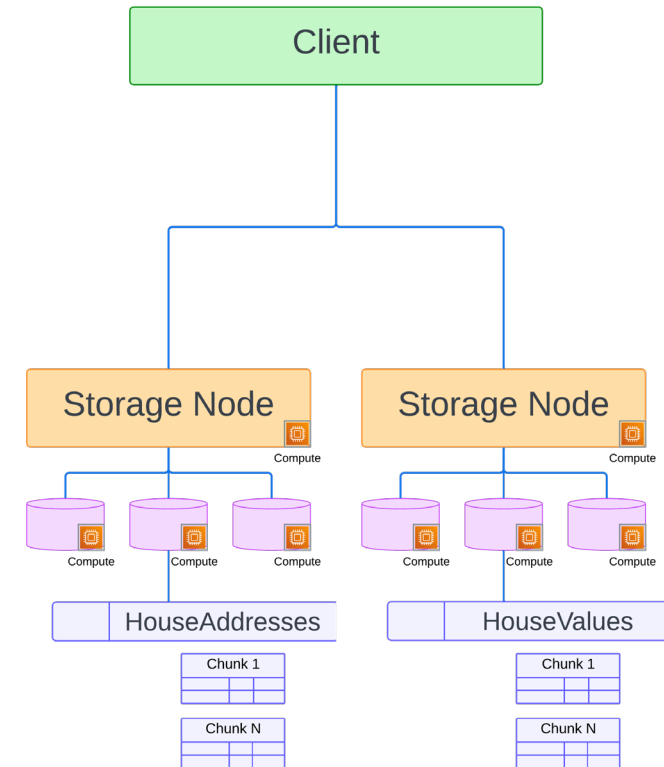 Client
Storage Node
Compute
Storage Node
Compute
Compute
Compute
Compute
Compute
Compute
Compute
HouseAddresses
HouseValues
Chunk 1
Chunk 1
Chunk N
Chunk N